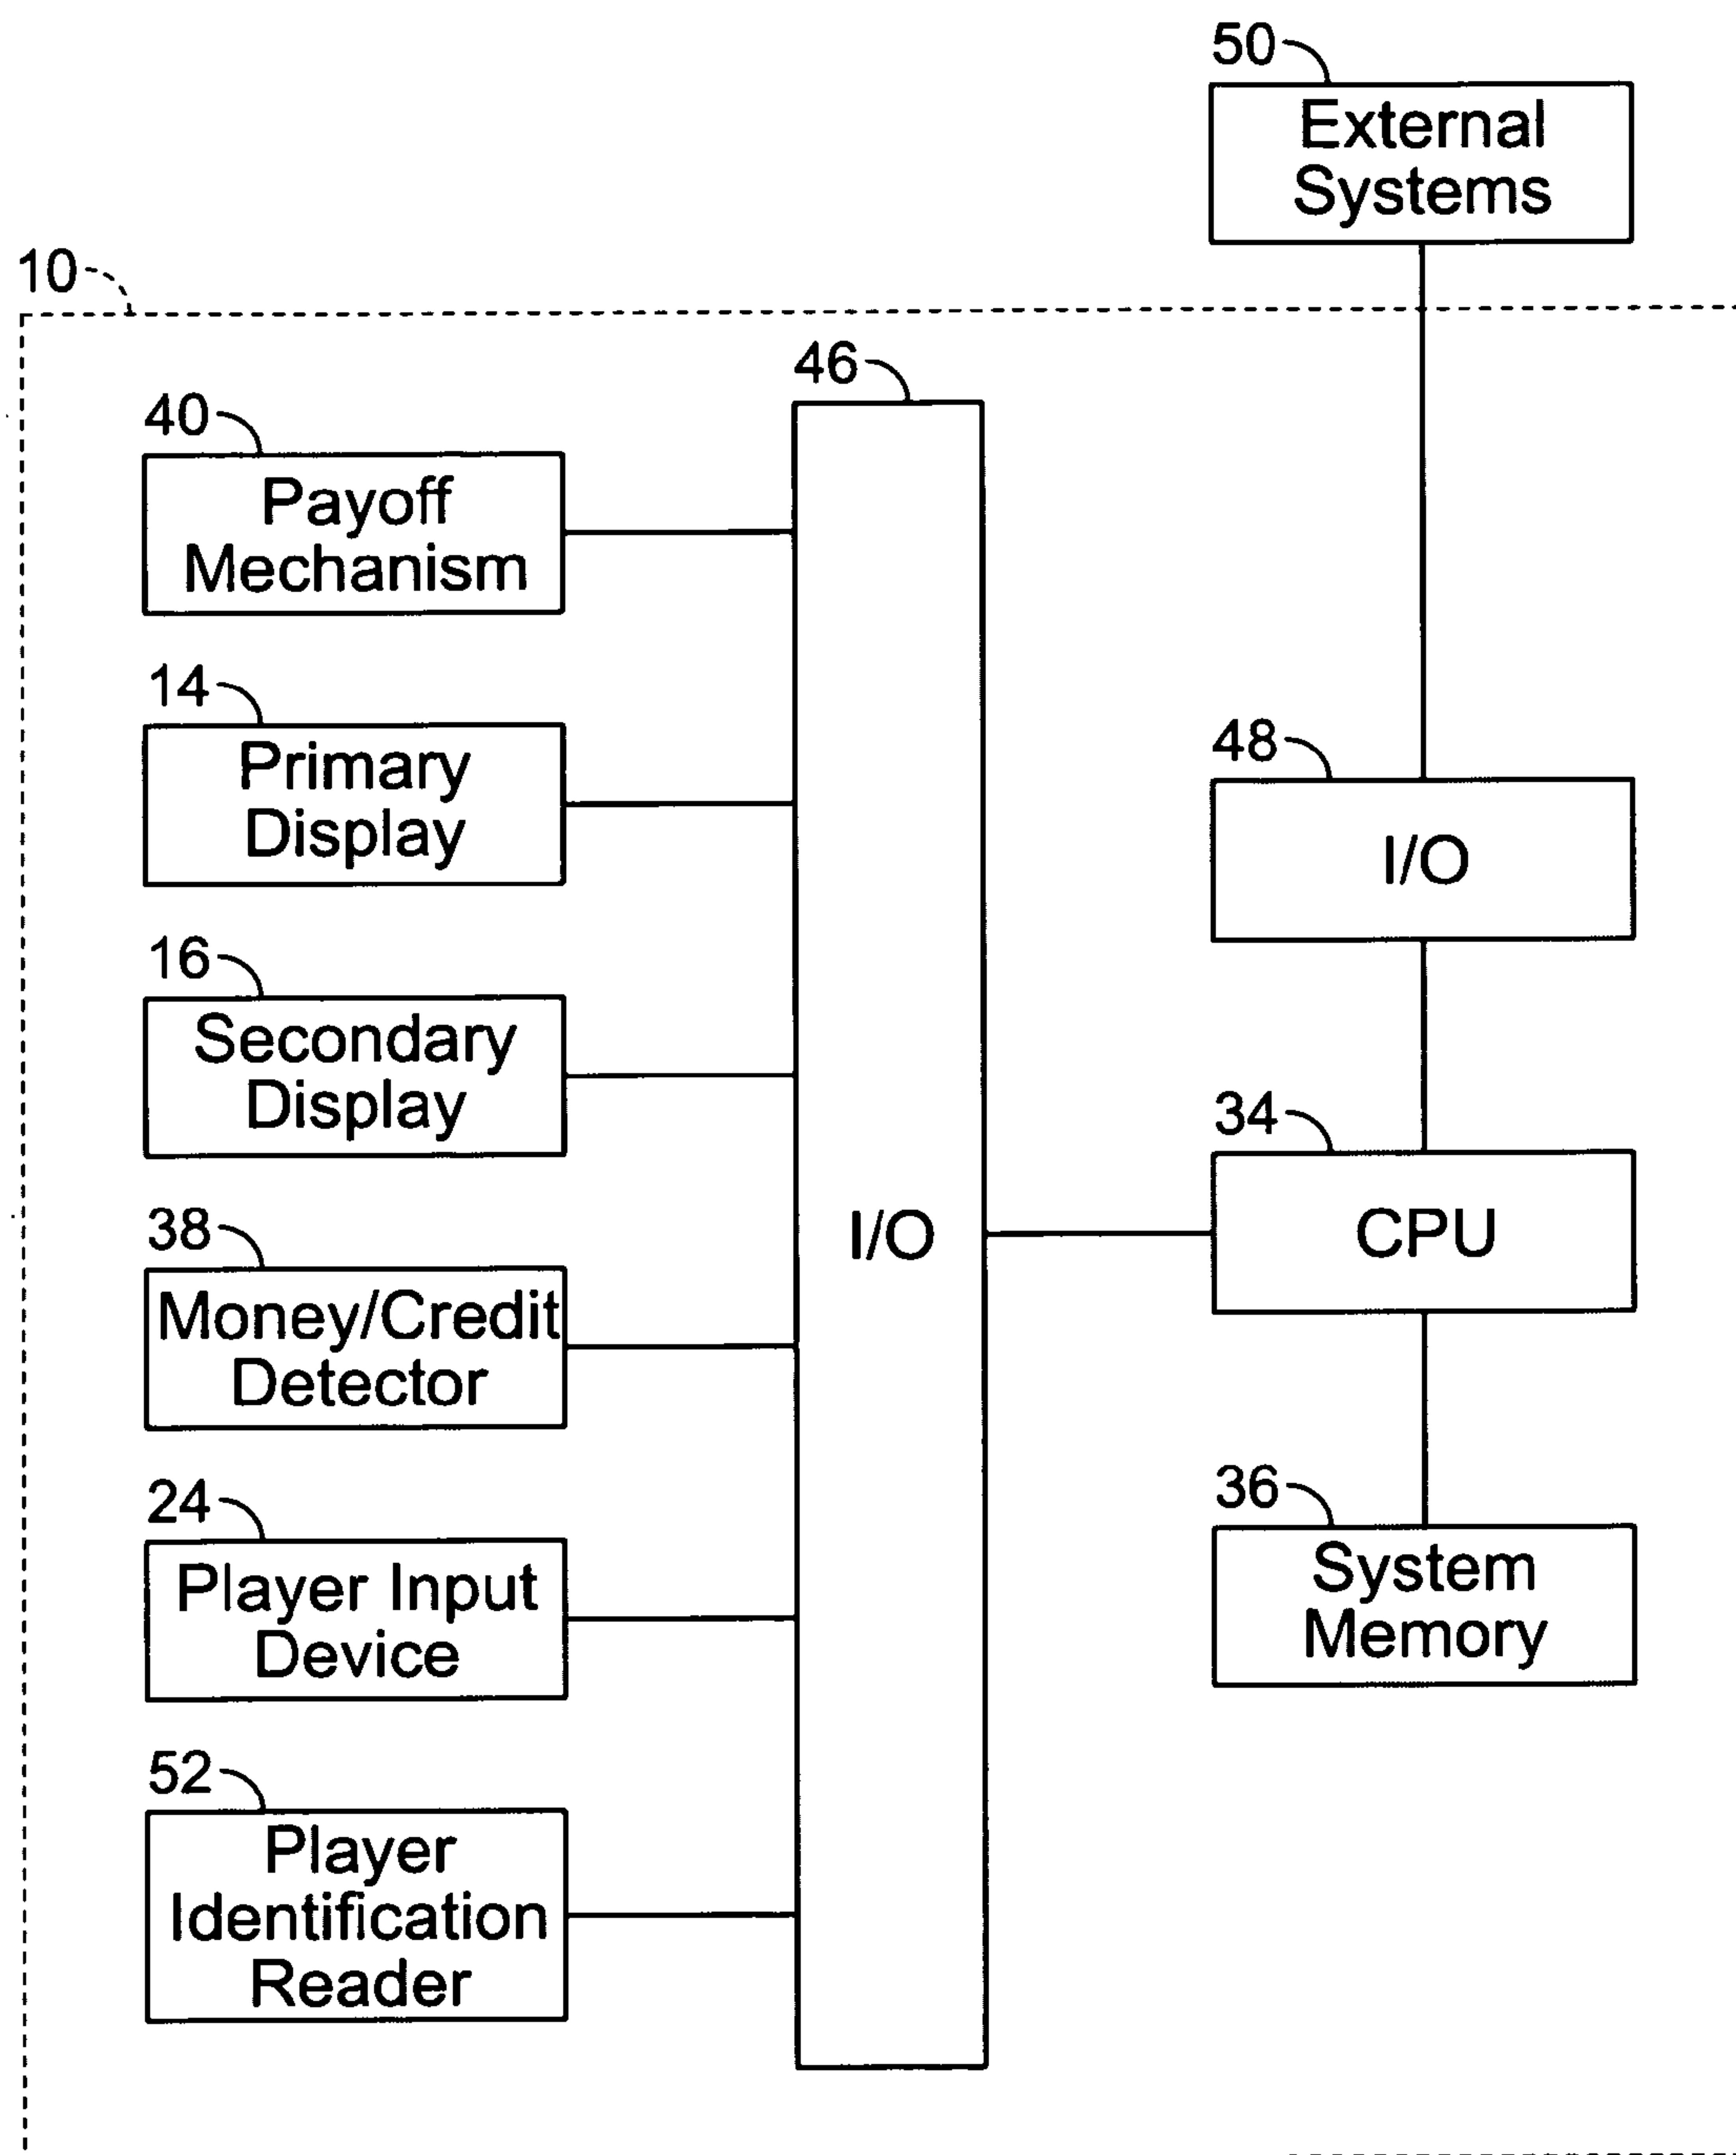 50
External
Systems
10
46
40
Payoff
Mechanism
14
Primary
Display
48
I/O
16
Secondary
Display
34
CPU
I/O
38
Money/Credit
Detector
36
System
Memory
24
Player Input
Device
52
Player
Identification
Reader